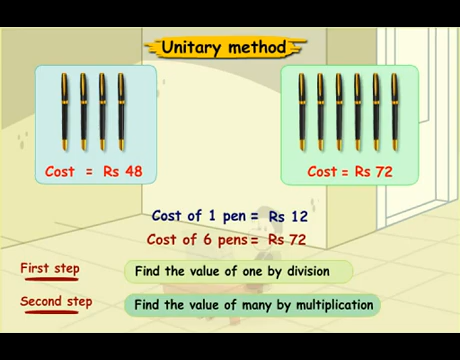 Unitary method
Cost = Rs 48
Cost = Rs 72
Cost of 1 pen = Rs 12
Cost of 6 pens = Rs 72
First step
Find the value of one by division
Second step
Find the value of many by multiplication